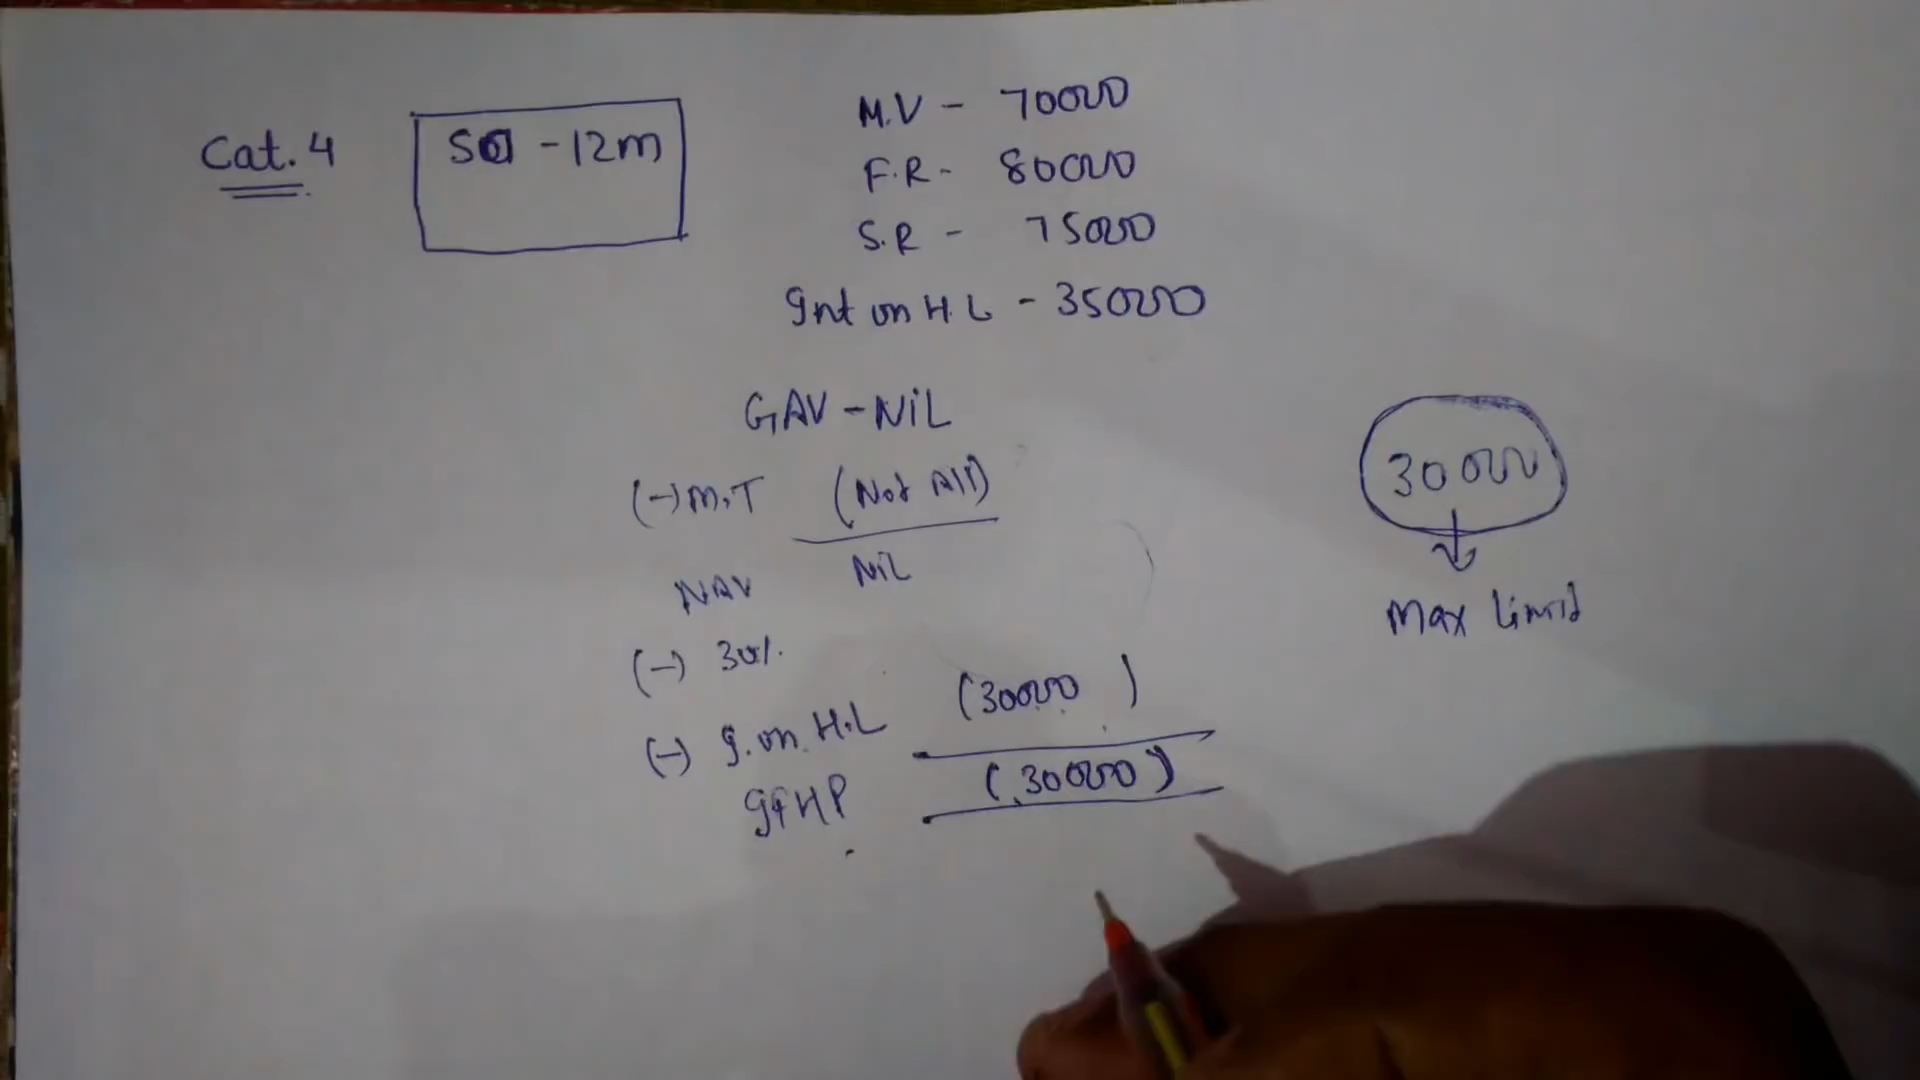 Cat. 4
SO - 12m
M.V - 70000
F.R - 80000
S.R - 75000
Int on H.L - 35000
GAV - NiL
(-) M.T (Not All)
NAV NiL
(-) 30%.
(-) I. on. H.L (30000)
IFHP (30000)
30000
Max Limit